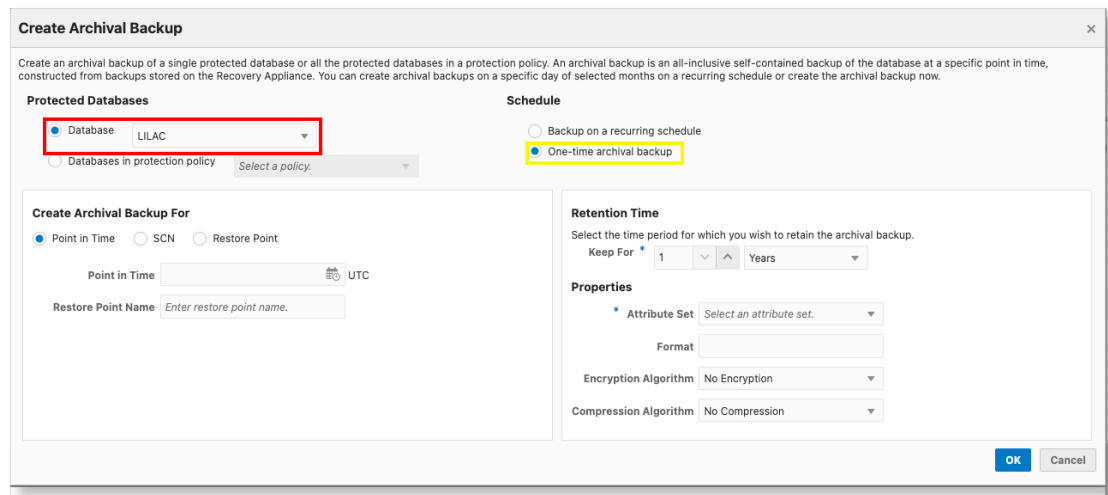 Create Archival Backup
×
Create an archival backup of a single protected database or all the protected databases in a protection policy. An archival backup is an all-inclusive self-contained backup of the database at a specific point in time,
constructed from backups stored on the Recovery Appliance. You can create archival backups on a specific day of selected months on a recurring schedule or create the archival backup now.
Protected Databases
Database LILAC
Databases in protection policy Select a policy.
Schedule
Backup on a recurring schedule
One-time archival backup
Create Archival Backup For
Point in Time SCN Restore Point
Point in Time UTC
Restore Point Name Enter restore point name.
Retention Time
Select the time period for which you wish to retain the archival backup.
Keep For * 1 Years
Properties
* Attribute Set Select an attribute set.
Format
Encryption Algorithm No Encryption
Compression Algorithm No Compression
OK Cancel